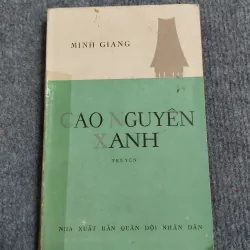 MINH GIANG
CAO NGUYÊN
XANH
TRUYỆN
NHÀ XUẤT BẢN QUÂN ĐỘI NHÂN DÂN